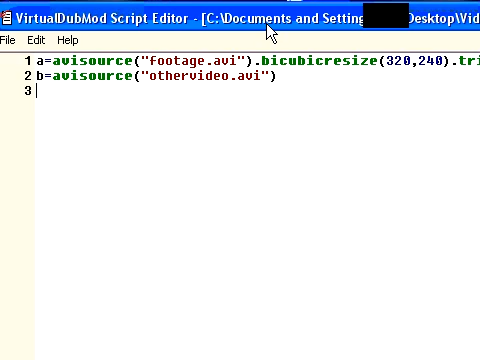 VirtualDubMod Script Editor - [C:\Documents and Setting Desktop\Vid
File Edit Help
1 a=avisource("footage.avi").bicubicresize(320,240).tri
2 b=avisource("othervideo.avi")
3